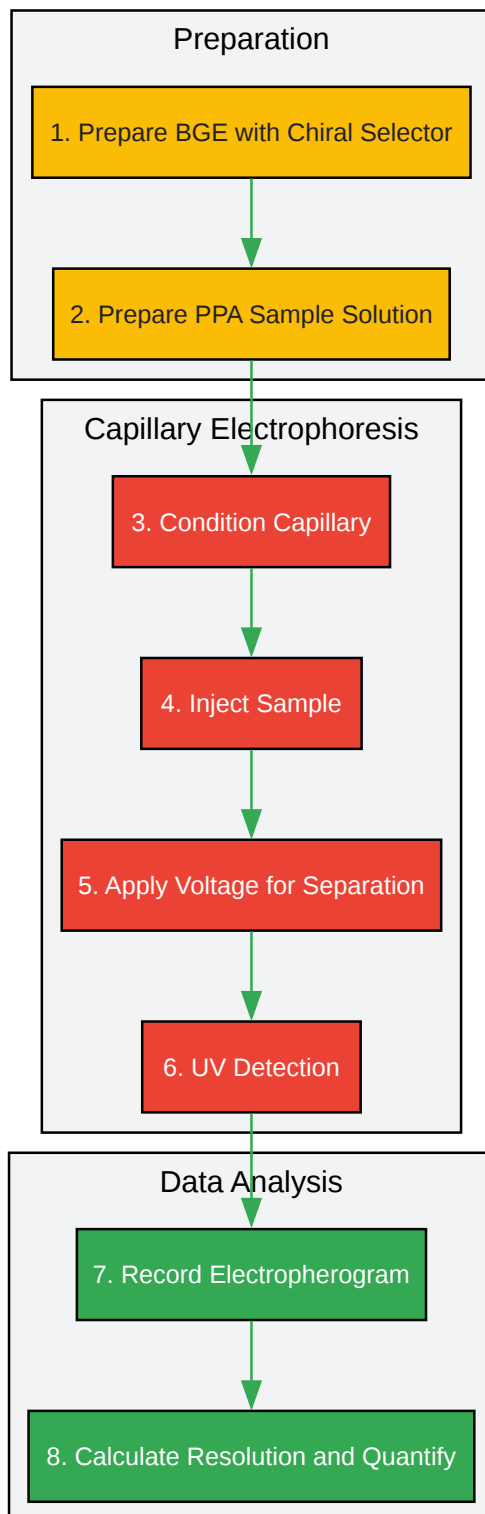 Preparation
1. Prepare BGE with Chiral Selector
2. Prepare PPA Sample Solution
Capillary Electrophoresis
3. Condition Capillary
4. Inject Sample
5. Apply Voltage for Separation
6. UV Detection
Data Analysis
7. Record Electropherogram
8. Calculate Resolution and Quantify